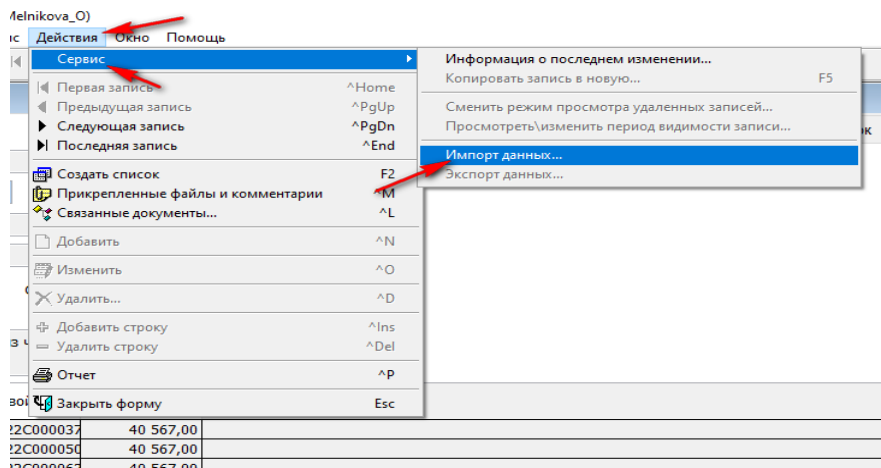 Melnikova_O)
Действия Окно Помощь
Сервис
Первая запись ^Home
Предыдущая запись ^PgUp
Следующая запись ^PgDn
Последняя запись ^End
Создать список F2
Прикрепленные файлы и комментарии ^M
Связанные документы... ^L
Добавить ^N
Изменить ^O
Удалить... ^D
Добавить строку ^Ins
Удалить строку ^Del
Отчет ^P
Закрыть форму Esc
Информация о последнем изменении...
Копировать запись в новую... F5
Сменить режим просмотра удаленных записей...
Просмотреть\изменить период видимости записи...
Импорт данных...
Экспорт данных...
22C000037 40 567,00
22C000050 40 567,00